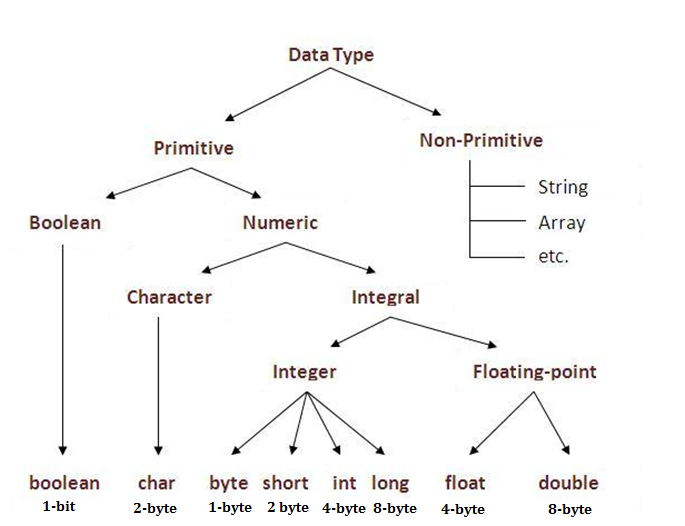 Data Type
Primitive
Non-Primitive
String
Array
etc.
Boolean
Numeric
Character
Integral
Integer
Floating-point
boolean char byte short int long float double
1-bit 2-byte 1-byte 2 byte 4-byte 8-byte 4-byte 8-byte